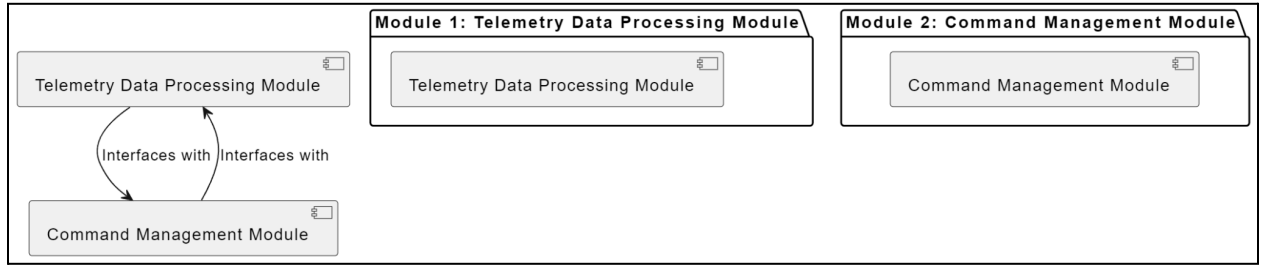 Module 1: Telemetry Data Processing Module
Module 2: Command Management Module
Telemetry Data Processing Module
Telemetry Data Processing Module
Command Management Module
Interfaces with
Interfaces with
Command Management Module